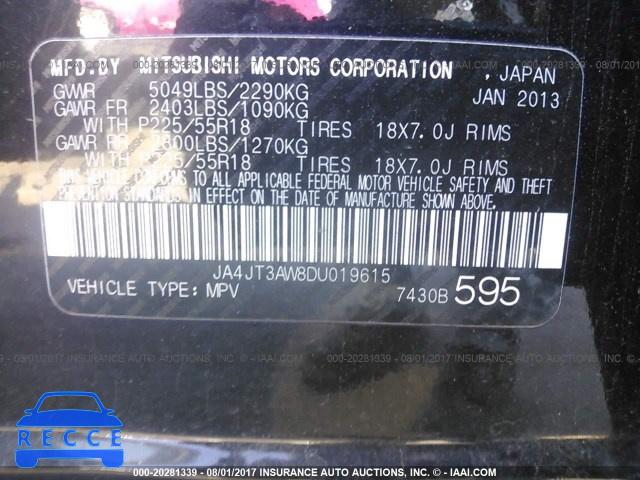 MFD.BY MITSUBISHI MOTORS CORPORATION , JAPAN
GVWR 5049LBS/2290KG JAN 2013
GAWR FR 2403LBS/1090KG
WITH P225/55R18 TIRES 18X7.0J RIMS
GAWR RR 2800LBS/1270KG
WITH P225/55R18 TIRES 18X7.0J RIMS
THIS VEHICLE CONFORMS TO ALL APPLICABLE FEDERAL MOTOR VEHICLE SAFETY AND THEFT
PREVENTION STANDARDS IN EFFECT ON THE DATE OF MANUFACTURE SHOWN ABOVE.
JA4JT3AW8DU019615
VEHICLE TYPE: MPV 7430B 595
RECCE
000-20281339 - 08/01/2017 INSURANCE AUTO AUCTIONS - © - IAAI.COM